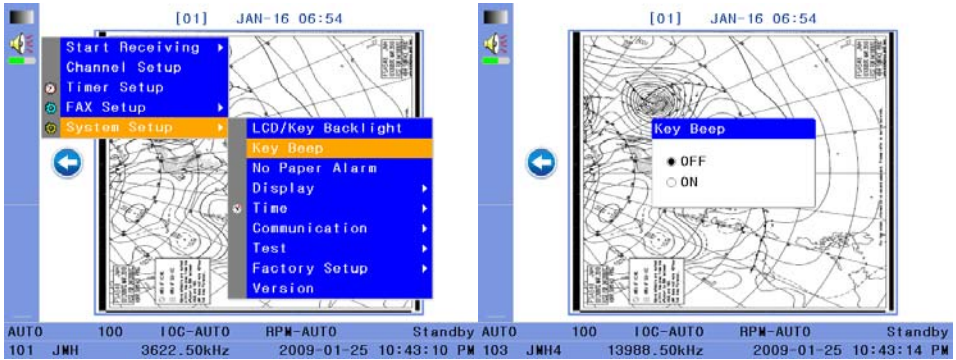 [01] JAN-16 06:54
Start Receiving
Channel Setup
Timer Setup
FAX Setup
System Setup
LCD/Key Backlight
Key Beep
No Paper Alarm
Display
Time
Communication
Test
Factory Setup
Version
AUTO 100 IOC-AUTO RPM-AUTO Standby
101 JMH 3622.50kHz 2009-01-25 10:43:10 PM
[01] JAN-16 06:54
Key Beep
OFF
ON
AUTO 100 IOC-AUTO RPM-AUTO Standby
103 JMH4 13988.50kHz 2009-01-25 10:43:14 PM